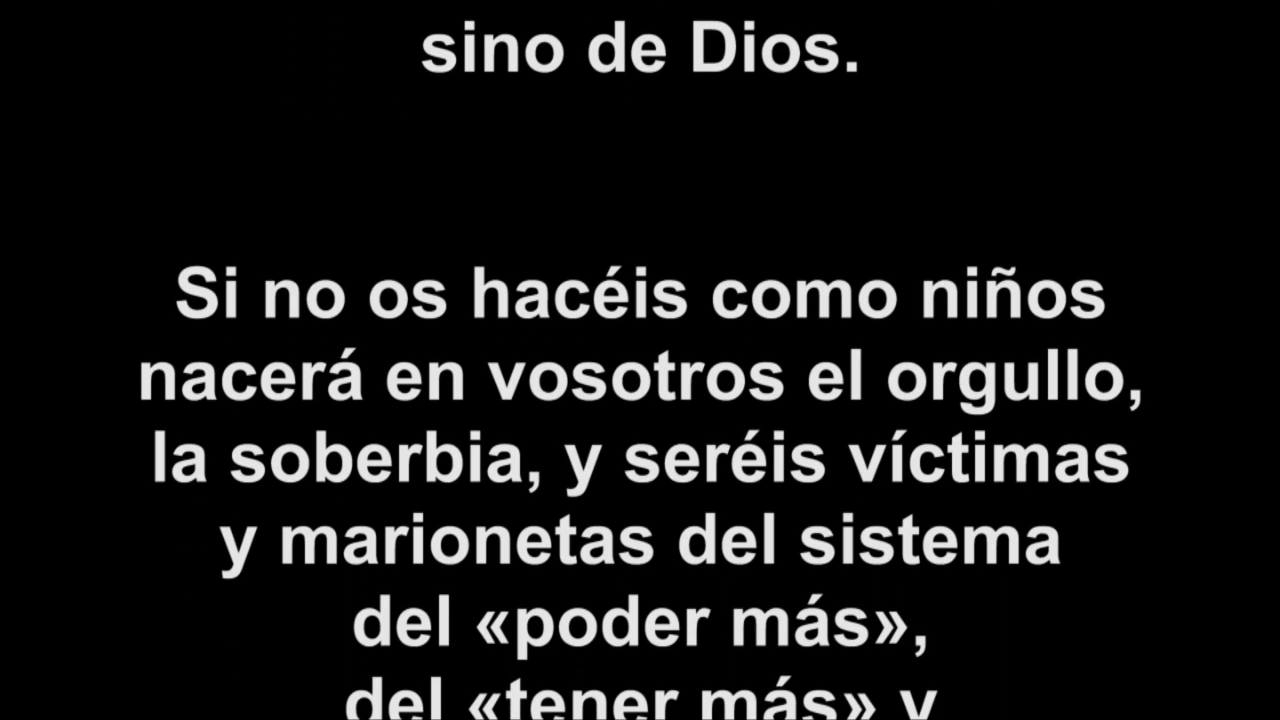 sino de Dios.
Si no os hacéis como niños
nacerá en vosotros el orgullo,
la soberbia, y seréis víctimas
y marionetas del sistema
del «poder más»,
del «tener más» y